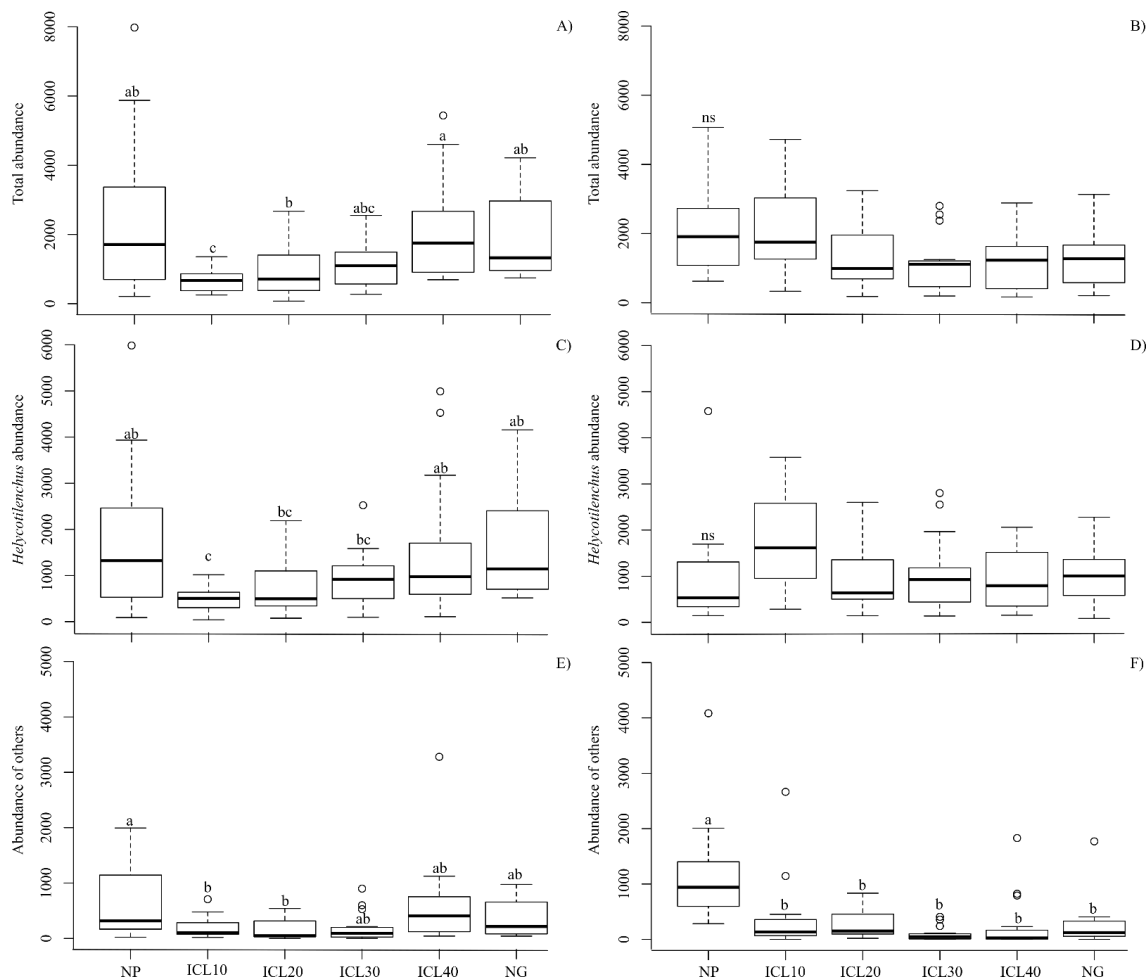 A)
Total abundance
8000
6000
4000
2000
0
ab
c
b
abc
a
ab
B)
Total abundance
8000
6000
4000
2000
0
ns
C)
Helycotilenchus abundance
6000
5000
4000
3000
2000
1000
0
ab
c
bc
bc
ab
ab
D)
Helycotilenchus abundance
6000
5000
4000
3000
2000
1000
0
ns
E)
Abundance of others
5000
4000
3000
2000
1000
0
a
b
b
ab
ab
ab
NP ICL10 ICL20 ICL30 ICL40 NG
F)
Abundance of others
5000
4000
3000
2000
1000
0
a
b
b
b
b
b
NP ICL10 ICL20 ICL30 ICL40 NG